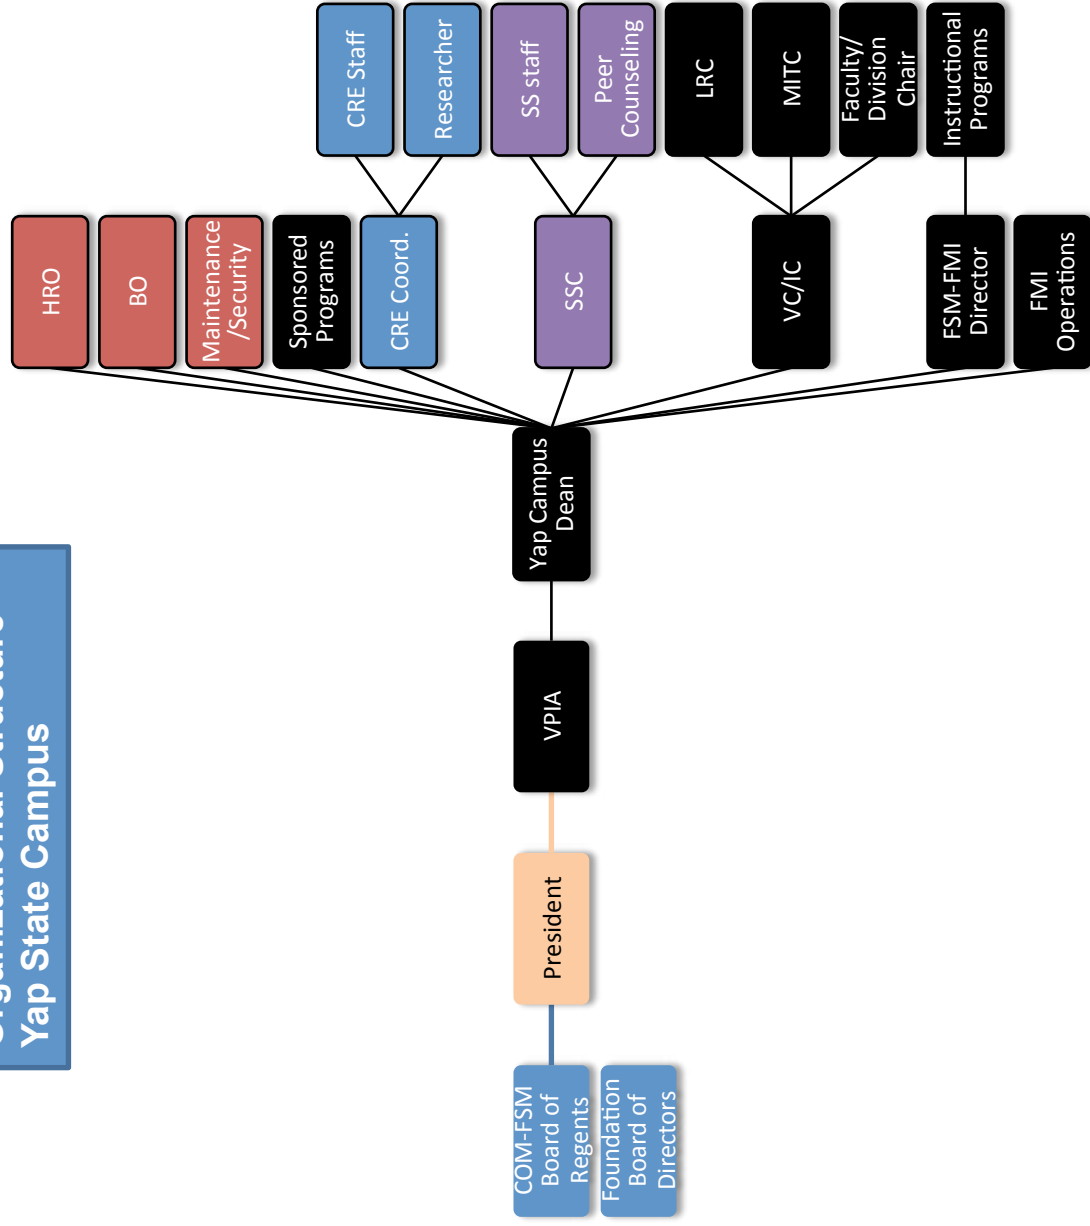 Organizational Structure
Yap State Campus
Foundation
Board of
Directors
COM-FSM
Board of
Regents
President
VPIA
Yap Campus
Dean
FMI
Operations
FSM-FMI
Director
VC/IC
SSC
CRE Coord.
Sponsored
Programs
Maintenance
/Security
BO
HRO
Instructional
Programs
Faculty/
Division
Chair
MITC
LRC
Peer
Counseling
SS staff
Researcher
CRE Staff